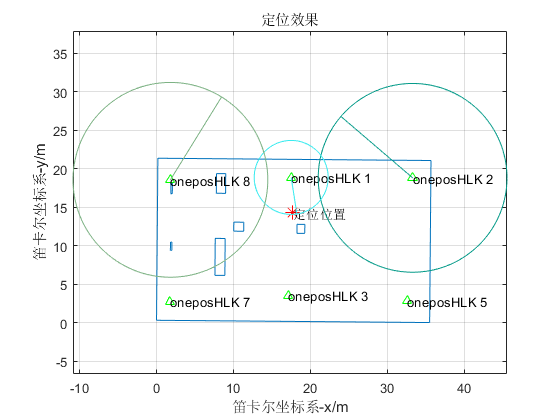 定位效果
35
30
25
20
15
10
5
0
-5
笛卡尔坐标系-y/m
oneposHLK 8
oneposHLK 1
oneposHLK 2
定位位置
oneposHLK 7
oneposHLK 3
oneposHLK 5
-10
0
10
20
30
40
笛卡尔坐标系-x/m